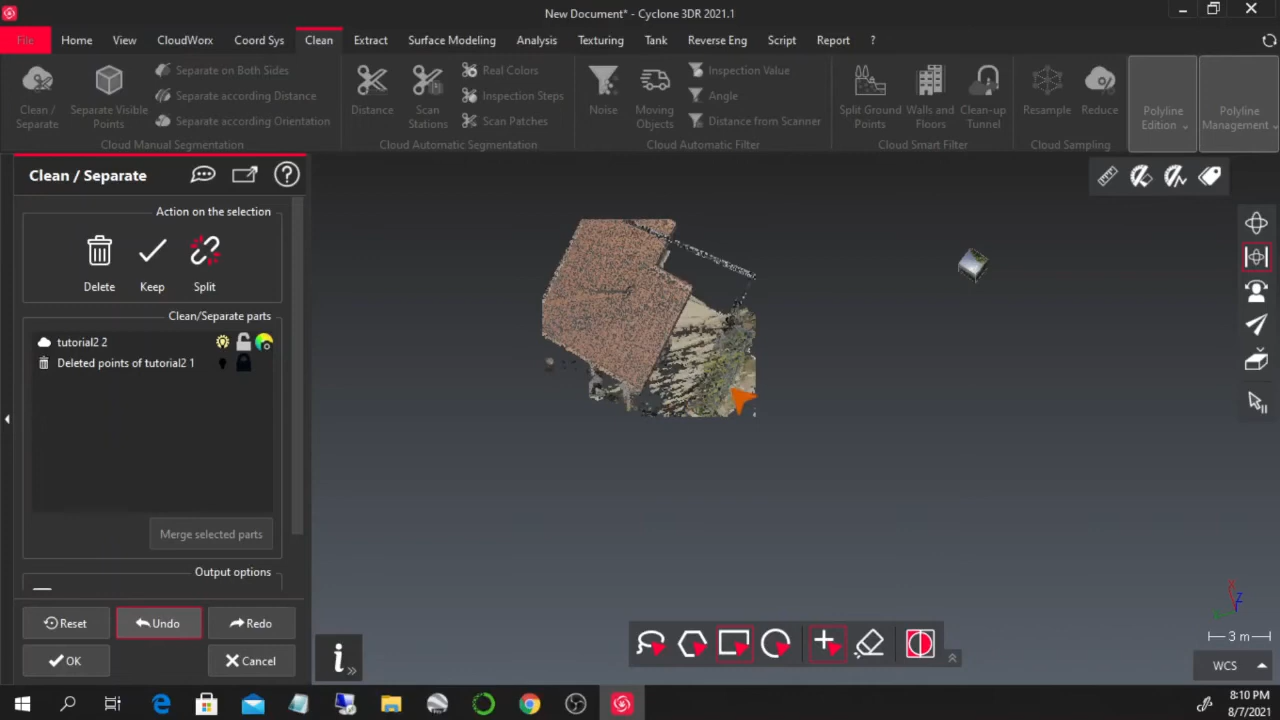 New Document* - Cyclone 3DR 2021.1
File Home View CloudWorx Coord Sys Clean Extract Surface Modeling Analysis Texturing Tank Reverse Eng Script Report ?
Separate on Both Sides
Separate according Distance
Separate according Orientation
Clean / Separate
Separate Visible Points
Cloud Manual Segmentation
Distance
Scan Stations
Real Colors
Inspection Steps
Scan Patches
Cloud Automatic Segmentation
Noise
Moving Objects
Inspection Value
Angle
Distance from Scanner
Cloud Automatic Filter
Split Ground Points
Walls and Floors
Clean-up Tunnel
Cloud Smart Filter
Resample
Reduce
Cloud Sampling
Polyline Edition
Polyline Management
Clean / Separate
Action on the selection
Delete Keep Split
Clean/Separate parts
tutorial2 2
Deleted points of tutorial2 1
Merge selected parts
Output options
Reset Undo Redo
OK Cancel
Z
3 m
WCS
8:10 PM
8/7/2021